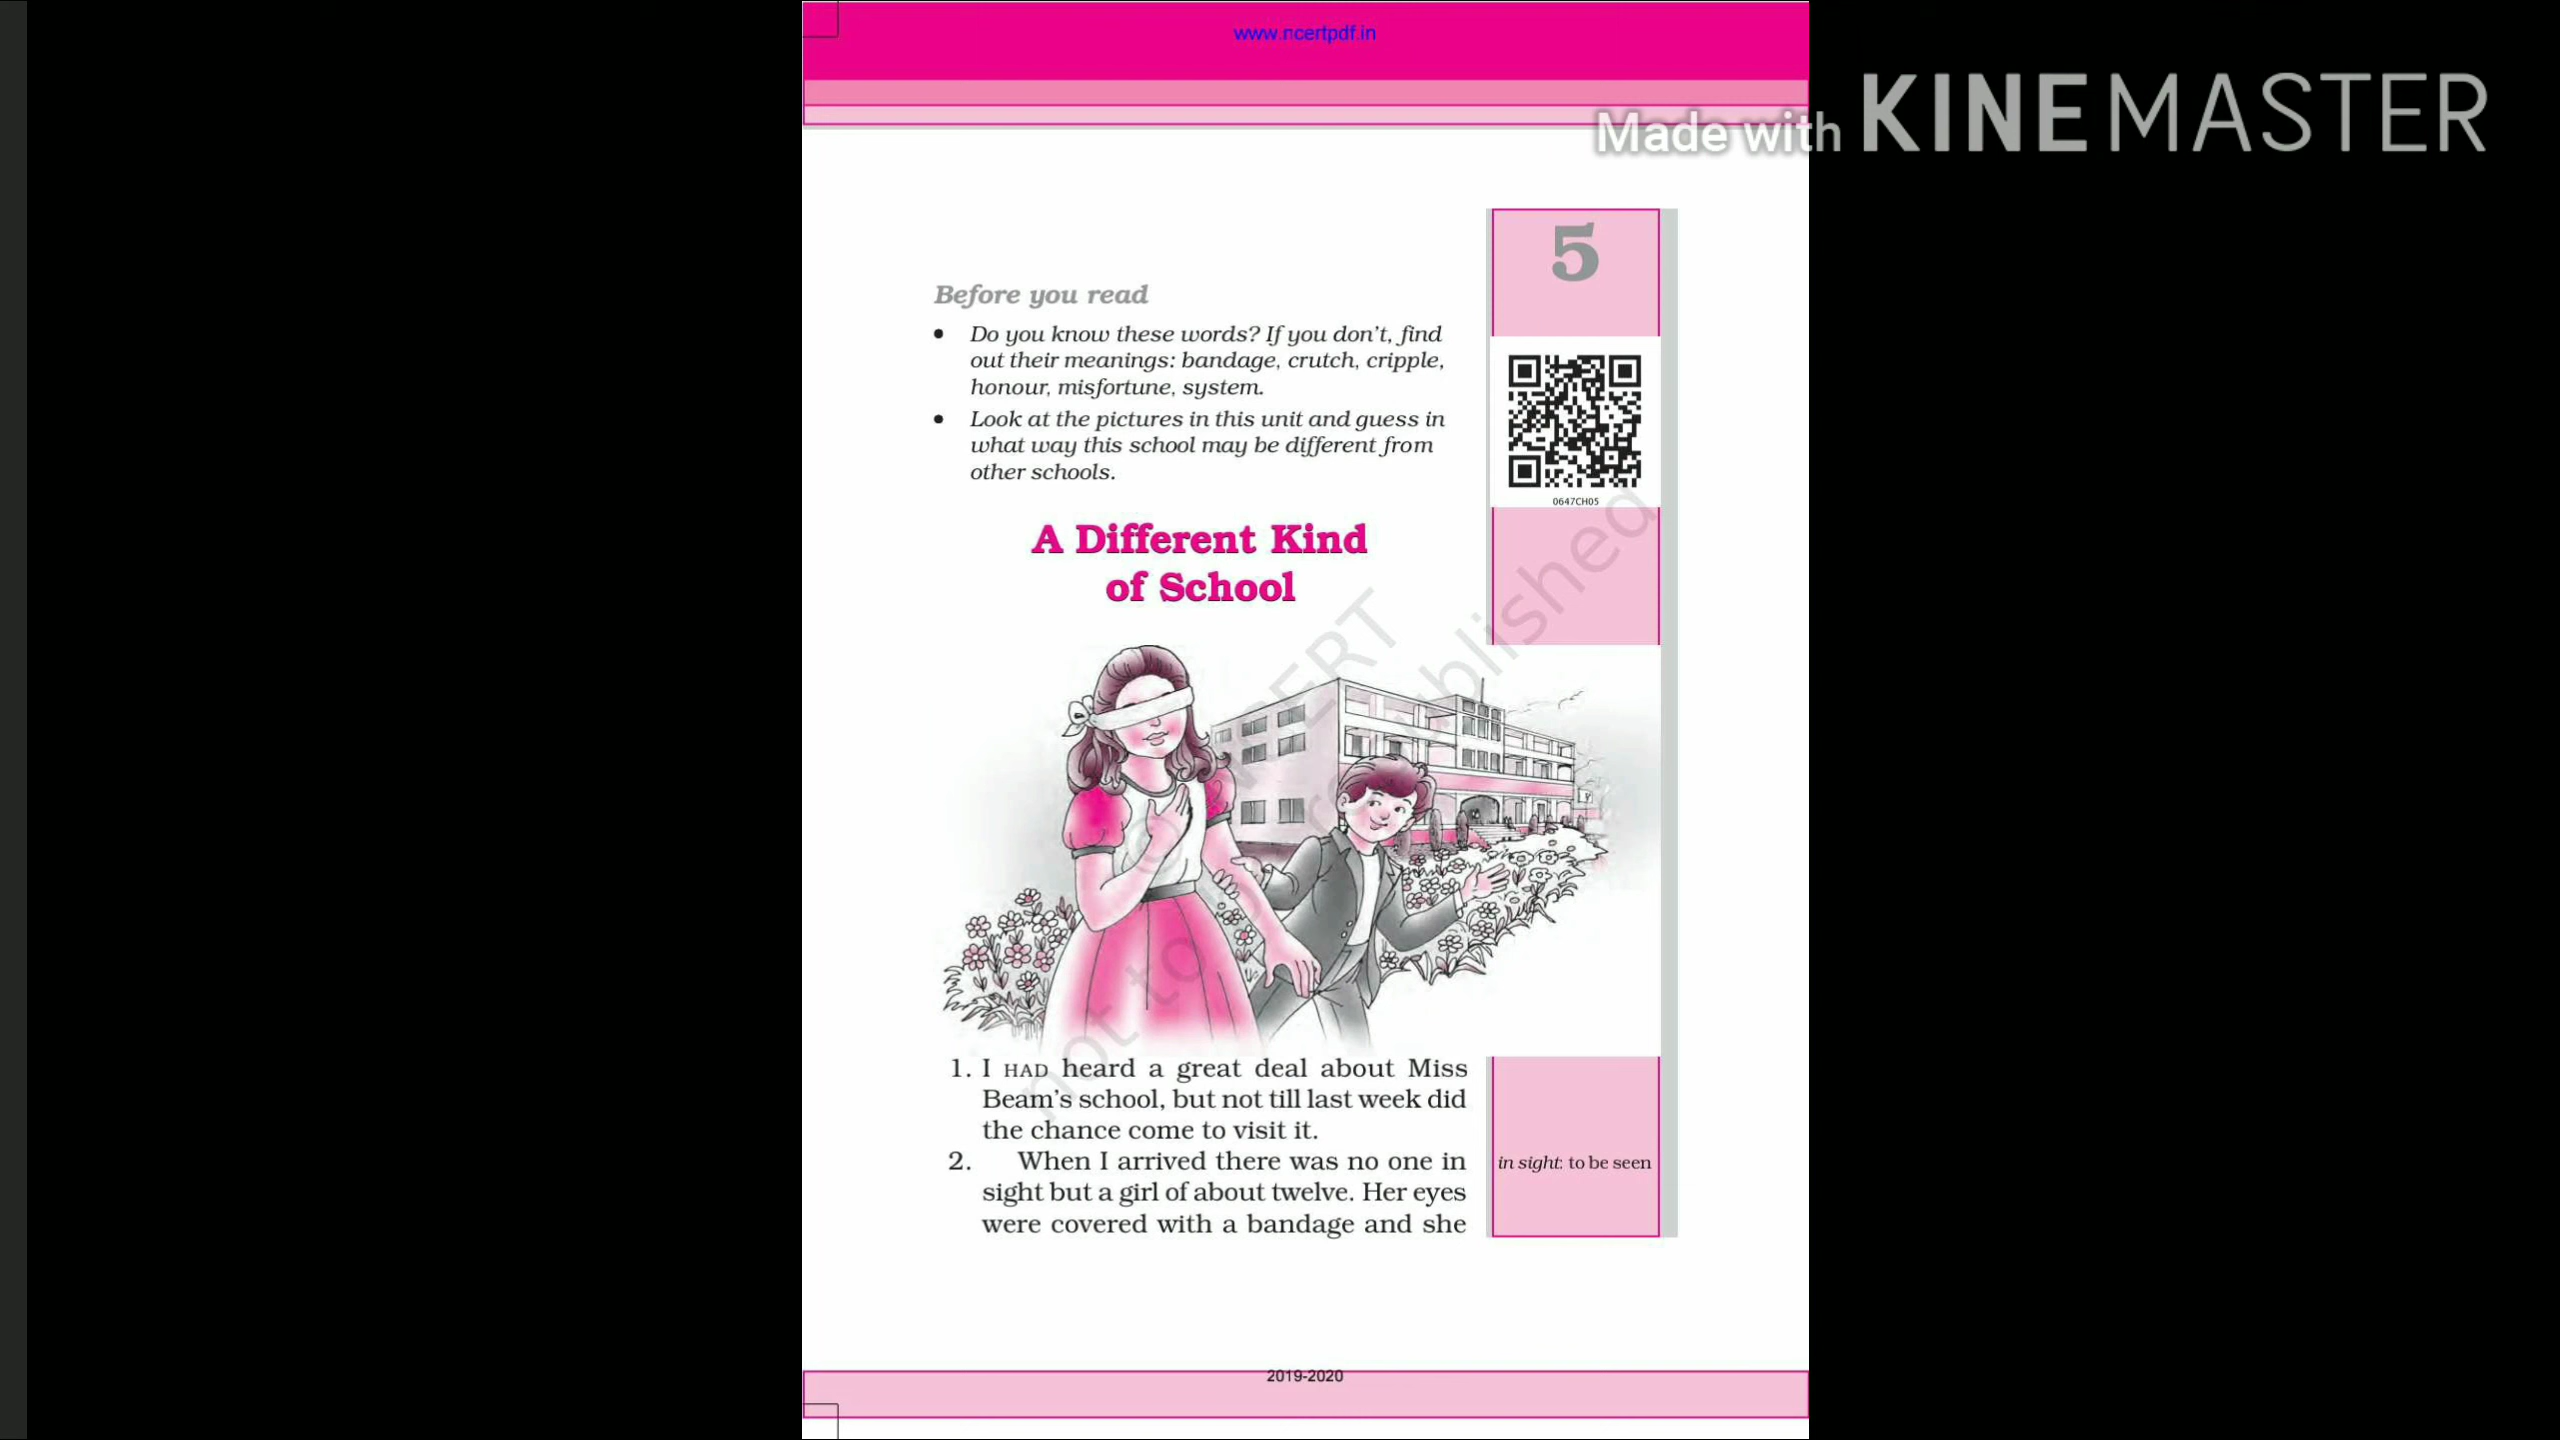 www.ncertpdf.in
Made with KINEMASTER
5
Before you read
• Do you know these words? If you don't, find
out their meanings: bandage, crutch, cripple,
honour, misfortune, system.
• Look at the pictures in this unit and guess in
what way this school may be different from
other schools.
0647CH05
A Different Kind
of School
1. I HAD heard a great deal about Miss
Beam's school, but not till last week did
the chance come to visit it.
2. When I arrived there was no one in
sight but a girl of about twelve. Her eyes
were covered with a bandage and she
in sight: to be seen
2019-2020